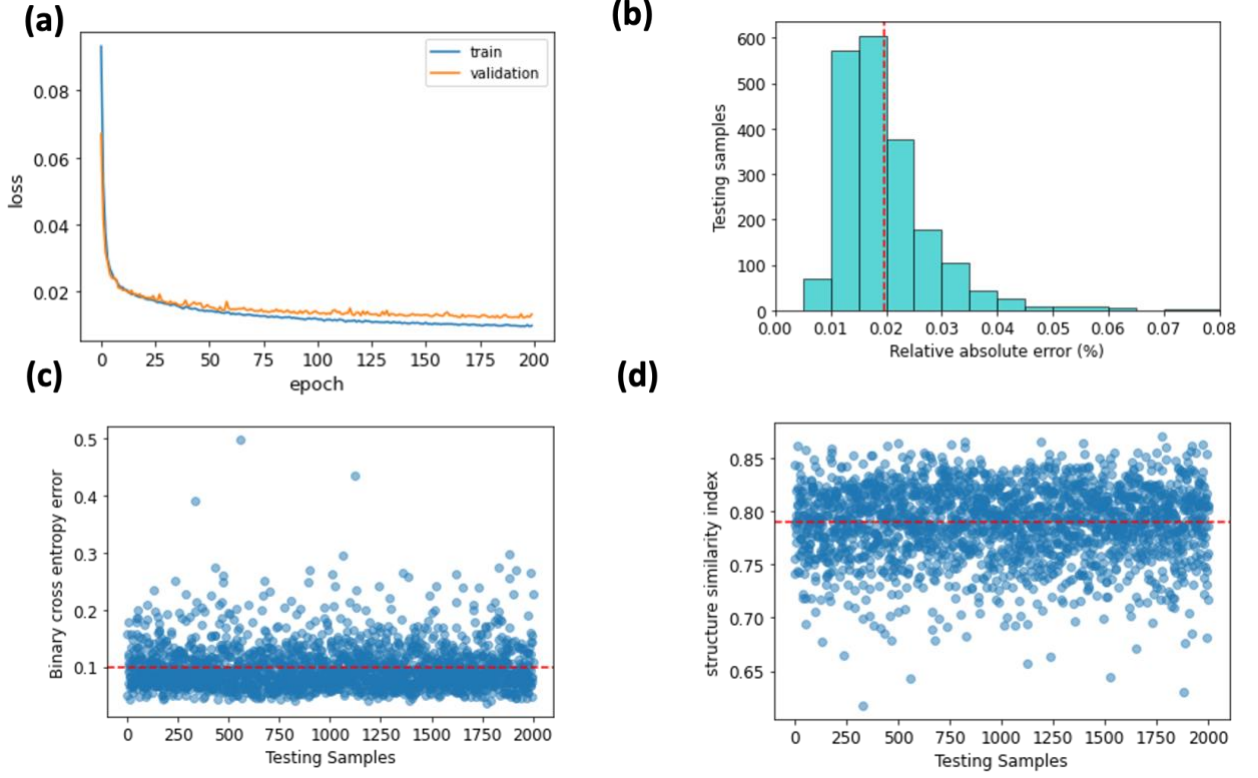 (a)
train
validation
0.08
0.06
0.04
0.02
loss
0 25 50 75 100 125 150 175 200
epoch
(b)
600
500
400
300
200
100
0
Testing samples
0.00 0.01 0.02 0.03 0.04 0.05 0.06 0.07 0.08
Relative absolute error (%)
(c)
0.5
0.4
0.3
0.2
0.1
Binary cross entropy error
0 250 500 750 1000 1250 1500 1750 2000
Testing Samples
(d)
0.85
0.80
0.75
0.70
0.65
structure similarity index
0 250 500 750 1000 1250 1500 1750 2000
Testing Samples